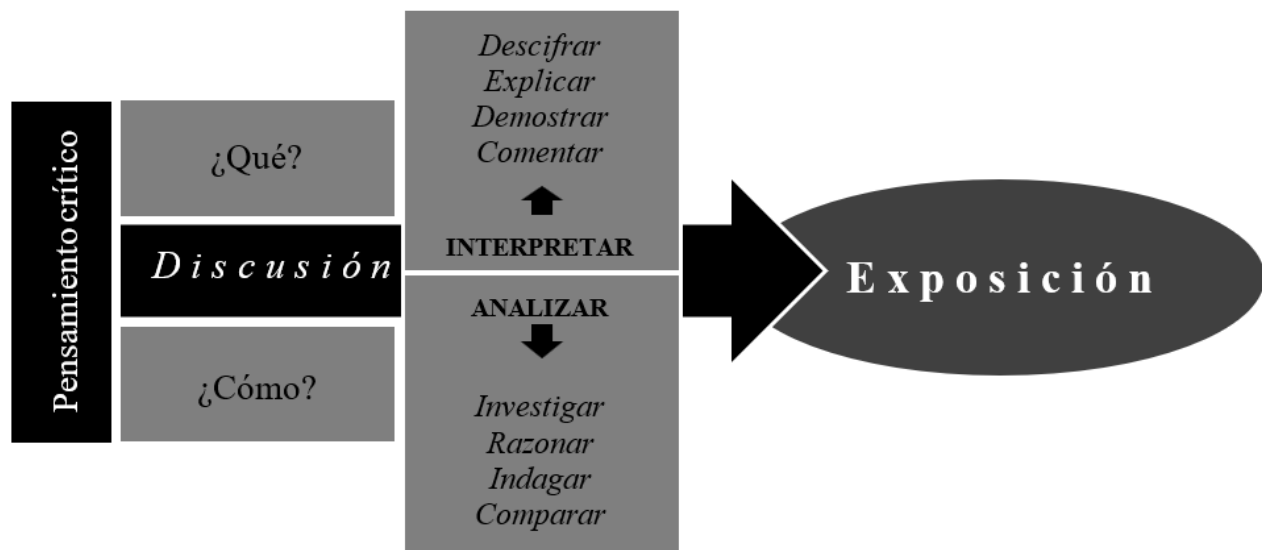 Pensamiento crítico
¿Qué?
Discusión
¿Cómo?
Descifrar
Explicar
Demostrar
Comentar
INTERPRETAR
ANALIZAR
Investigar
Razonar
Indagar
Comparar
Exposición